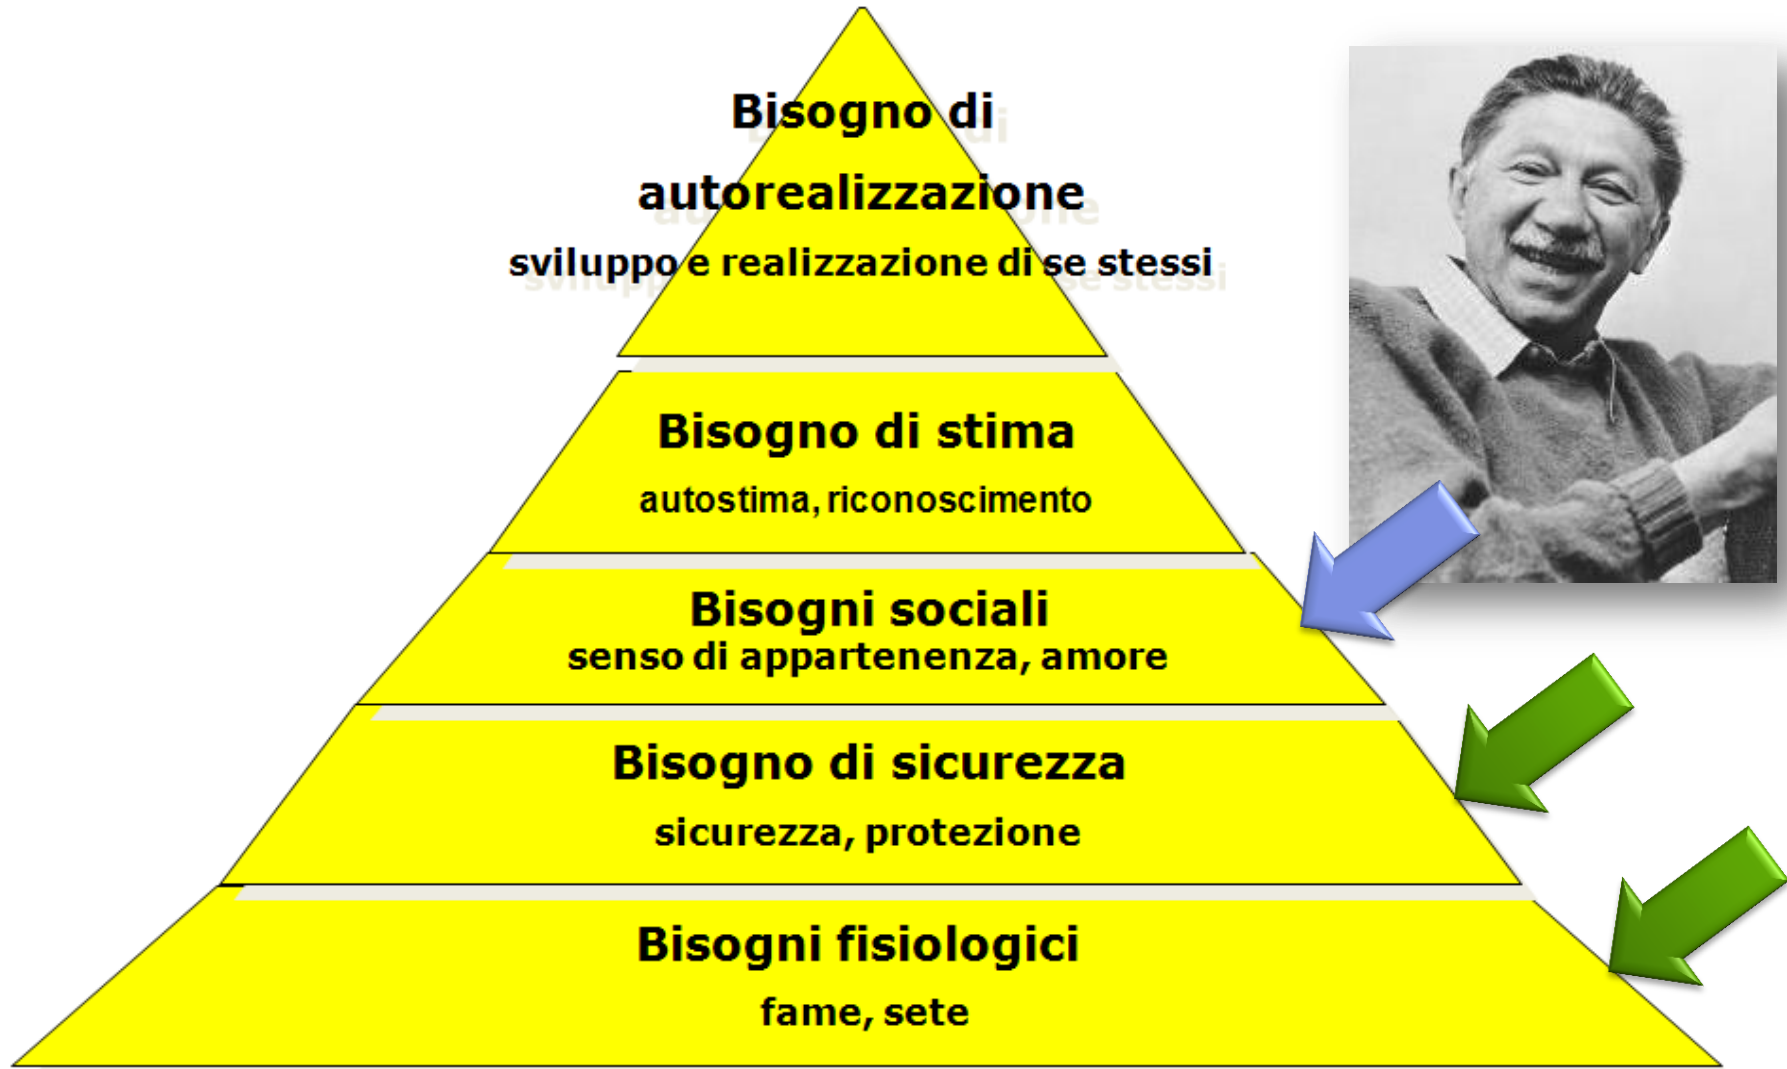 Bisogno di
autorealizzazione
sviluppo e realizzazione di se stessi
Bisogno di stima
autostima, riconoscimento
Bisogni sociali
senso di appartenenza, amore
Bisogno di sicurezza
sicurezza, protezione
Bisogni fisiologici
fame, sete